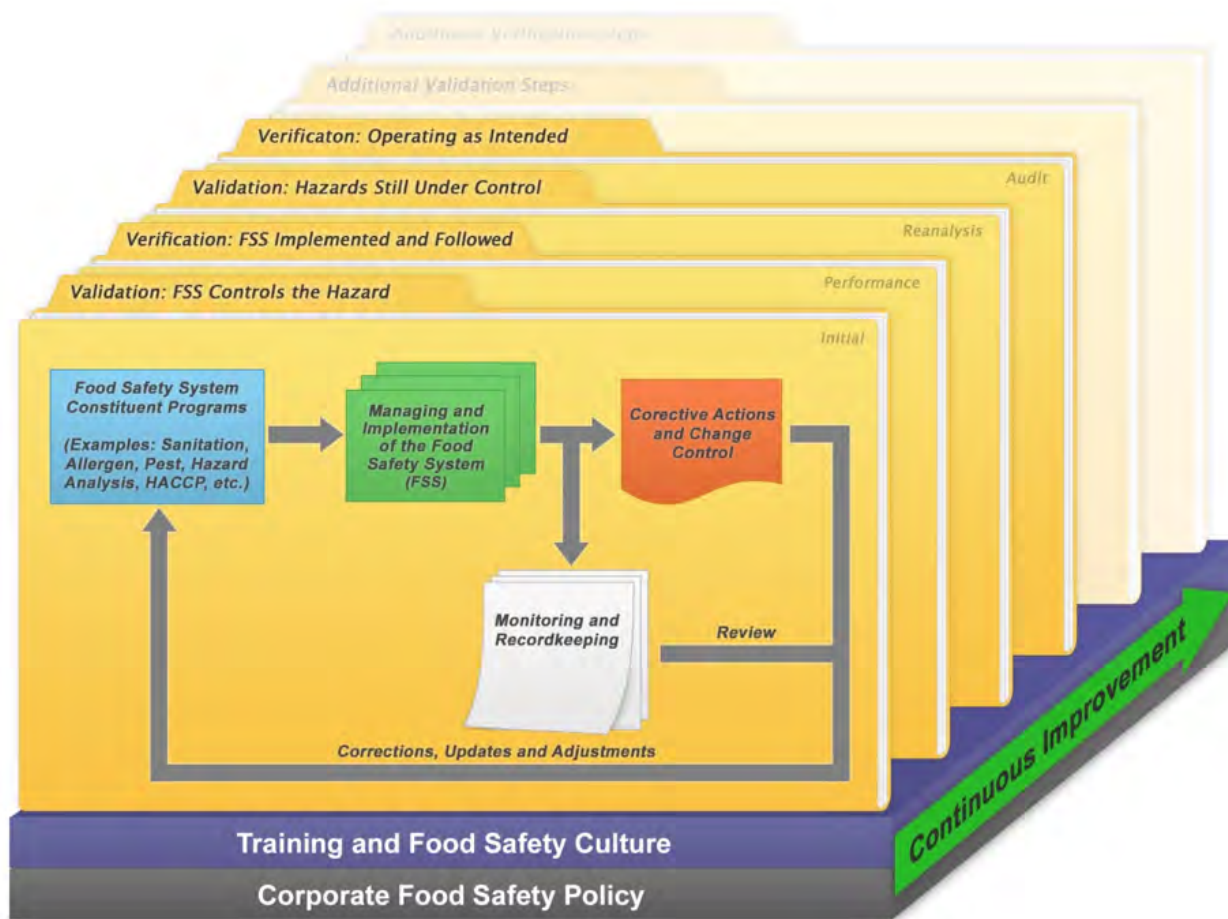 Additional Verification Steps
Additional Validation Steps
Verificaton: Operating as Intended
Audit
Validation: Hazards Still Under Control
Reanalysis
Verification: FSS Implemented and Followed
Performance
Validation: FSS Controls the Hazard
Initial
Food Safety System
Constituent Programs
(Examples: Sanitation,
Allergen, Pest, Hazard
Analysis, HACCP, etc.)
Managing and
Implementation
of the Food
Safety System
(FSS)
Corective Actions
and Change
Control
Monitoring and
Recordkeeping
Review
Corrections, Updates and Adjustments
Continuous Improvement
Training and Food Safety Culture
Corporate Food Safety Policy